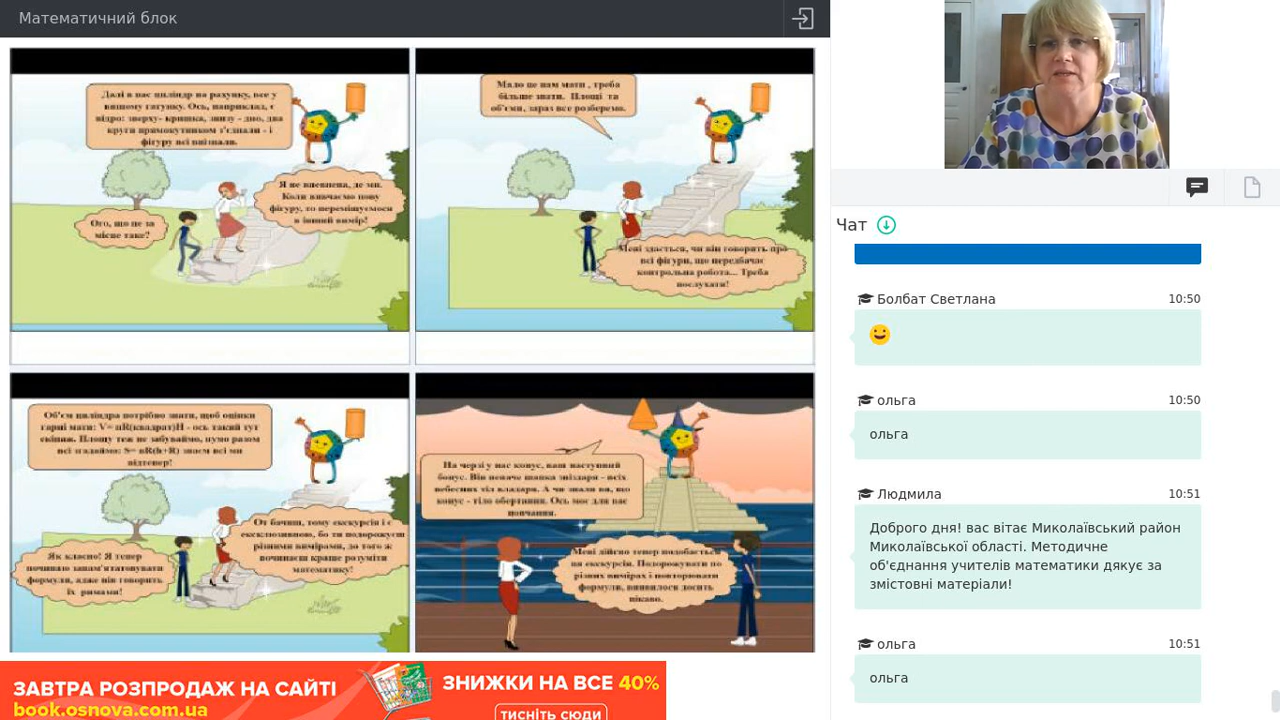 Математичний блок
Далі в нас циліндр на рахунку, все у
вищому гатунку. Ось, наприклад, є
відро: зверху- кришка, знизу - дно, два
круги прямокутником з'єднали - і
фігуру всі впізнали.
Я не впевнена, де ми.
Коли вивчаємо нову
фігуру, то переміщуємося
в інший вимір!
Ого, що це за
місце таке?
Мало це нам мати , треба
більше знати. Площі та
об'єми, зараз все розберемо.
Мені здається, чи він говорить про
всі фігури, що передбачає
контрольна робота... Треба
послухати!
Об'єм циліндра потрібно знати, щоб оцінки
гарні мати: V= πR(квадрат)H - ось такий тут
екіпаж. Площу теж не забуваймо,
всі згадаймо: S= знаєм всі ми
відтепер!
От бачиш, тому екскурсія і є
ексклюзивною, бо ти подорожуєш
різними вимірами, до того ж
починаєш краще розуміти
математику!
Як класно! Я тепер
починаю запам'ятовувати
формули, адже він говорить
їх римами!
На черзі у нас конус, ваш наступний
бонус. Він неначе шапка звіздаря - всіх
небесних тіл владаря. А чи знали ви, що
конус - тіло обертання. Ось моє для вас
повчання.
Мені дійсно тепер подобається
ця екскурсія. Подорожувати по
різних вимірах і повторювати
формули, виявилося досить
цікаво.
ЗАВТРА РОЗПРОДАЖ НА САЙТІ
book.osnova.com.ua
ЗНИЖКИ НА ВСЕ 40%
тисніть сюди
Чат
Болбат Светлана 10:50
ольга 10:50
ольга
Людмила 10:51
Доброго дня! вас вітає Миколаївський район
Миколаївської області. Методичне
об'єднання учителів математики дякує за
змістовні матеріали!
ольга 10:51
ольга